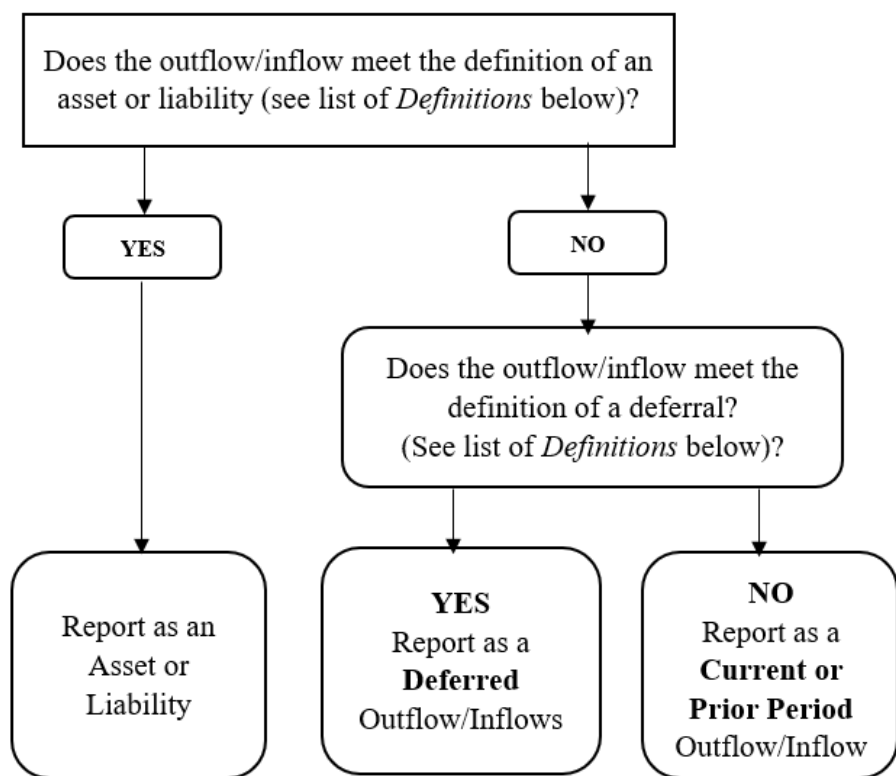 Does the outflow/inflow meet the definition of an
asset or liability (see list of Definitions below)?
YES
NO
Does the outflow/inflow meet the
definition of a deferral?
(See list of Definitions below)?
Report as an
Asset or
Liability
YES
Report as a
Deferred
Outflow/Inflows
NO
Report as a
Current or
Prior Period
Outflow/Inflow